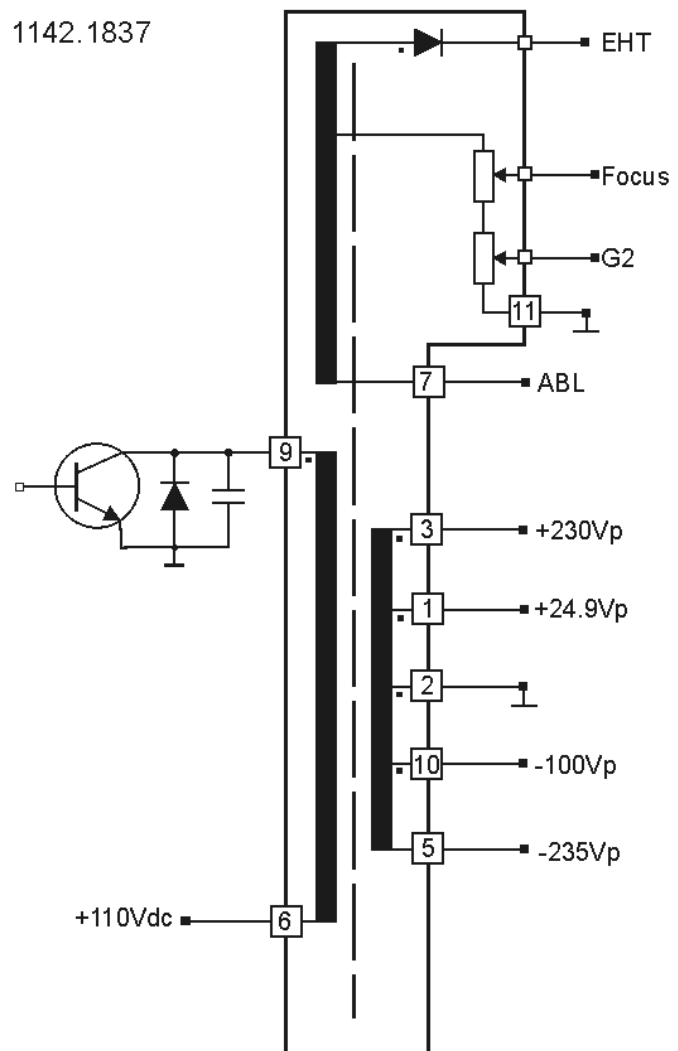 1142.1837
EHT
Focus
G2
11
7
ABL
9
3
+230Vp
1
+24.9Vp
2
10
-100Vp
5
-235Vp
+110Vdc
6